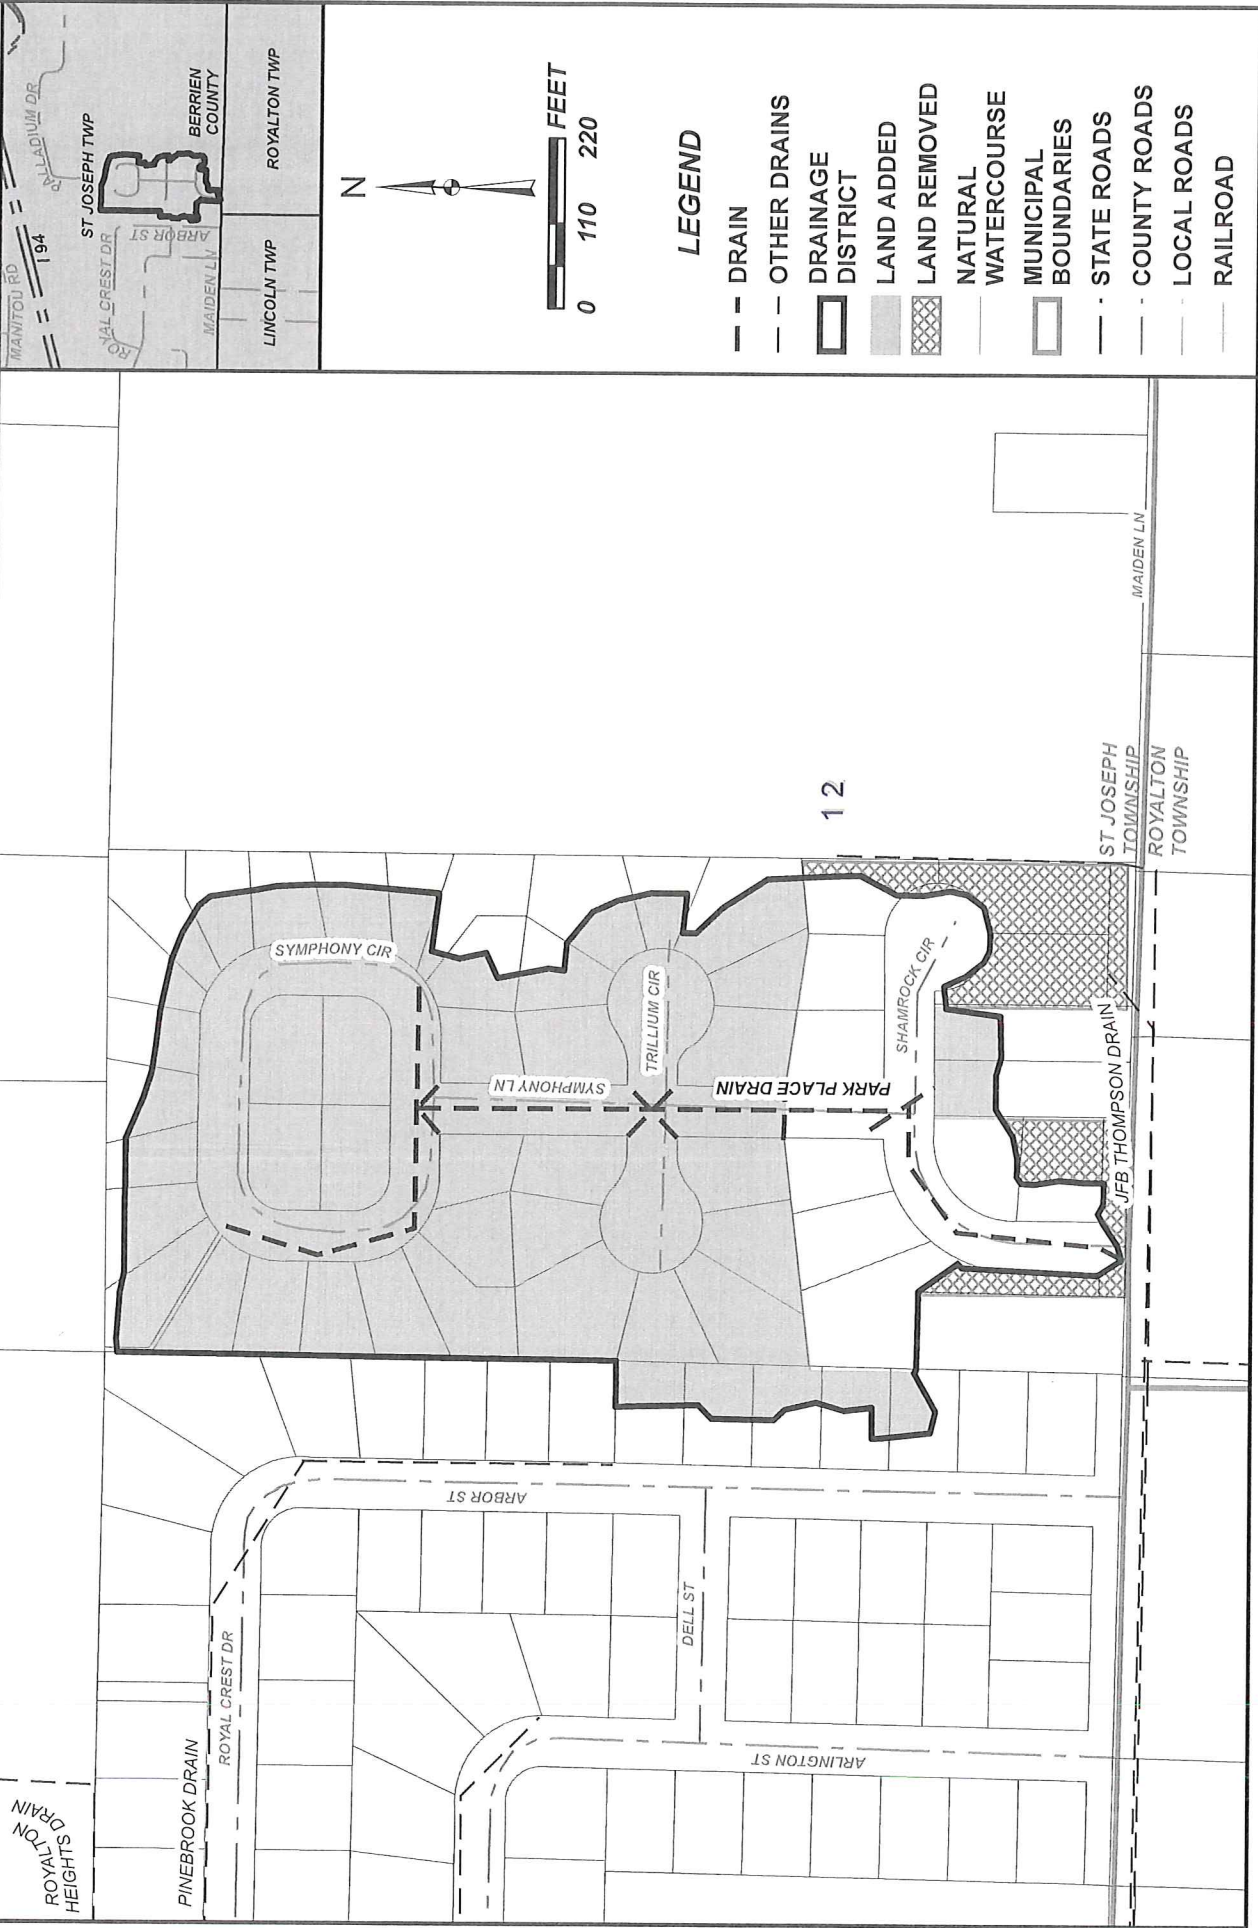 ROYALTON
HEIGHTS DRAIN
PINEBROOK DRAIN
ROYAL CREST DR
ARBOR ST
DELL ST
ARLINGTON ST
SYMPHONY CIR
SYMPHONY LN
TRILLIUM CIR
PARK PLACE DRAIN
SHAMROCK CIR
JFB THOMPSON DRAIN
12
ST JOSEPH
TOWNSHIP
ROYALTON
TOWNSHIP
MAIDEN LN
MANITOU RD
I 94
PALLADIUM DR
ST JOSEPH TWP
ROYAL CREST DR
ARBOR ST
MAIDEN LN
BERRIEN
COUNTY
LINCOLN TWP
ROYALTON TWP
N
0 110 220
FEET
LEGEND
DRAIN
OTHER DRAINS
DRAINAGE
DISTRICT
LAND ADDED
LAND REMOVED
NATURAL
WATERCOURSE
MUNICIPAL
BOUNDARIES
STATE ROADS
COUNTY ROADS
LOCAL ROADS
RAILROAD